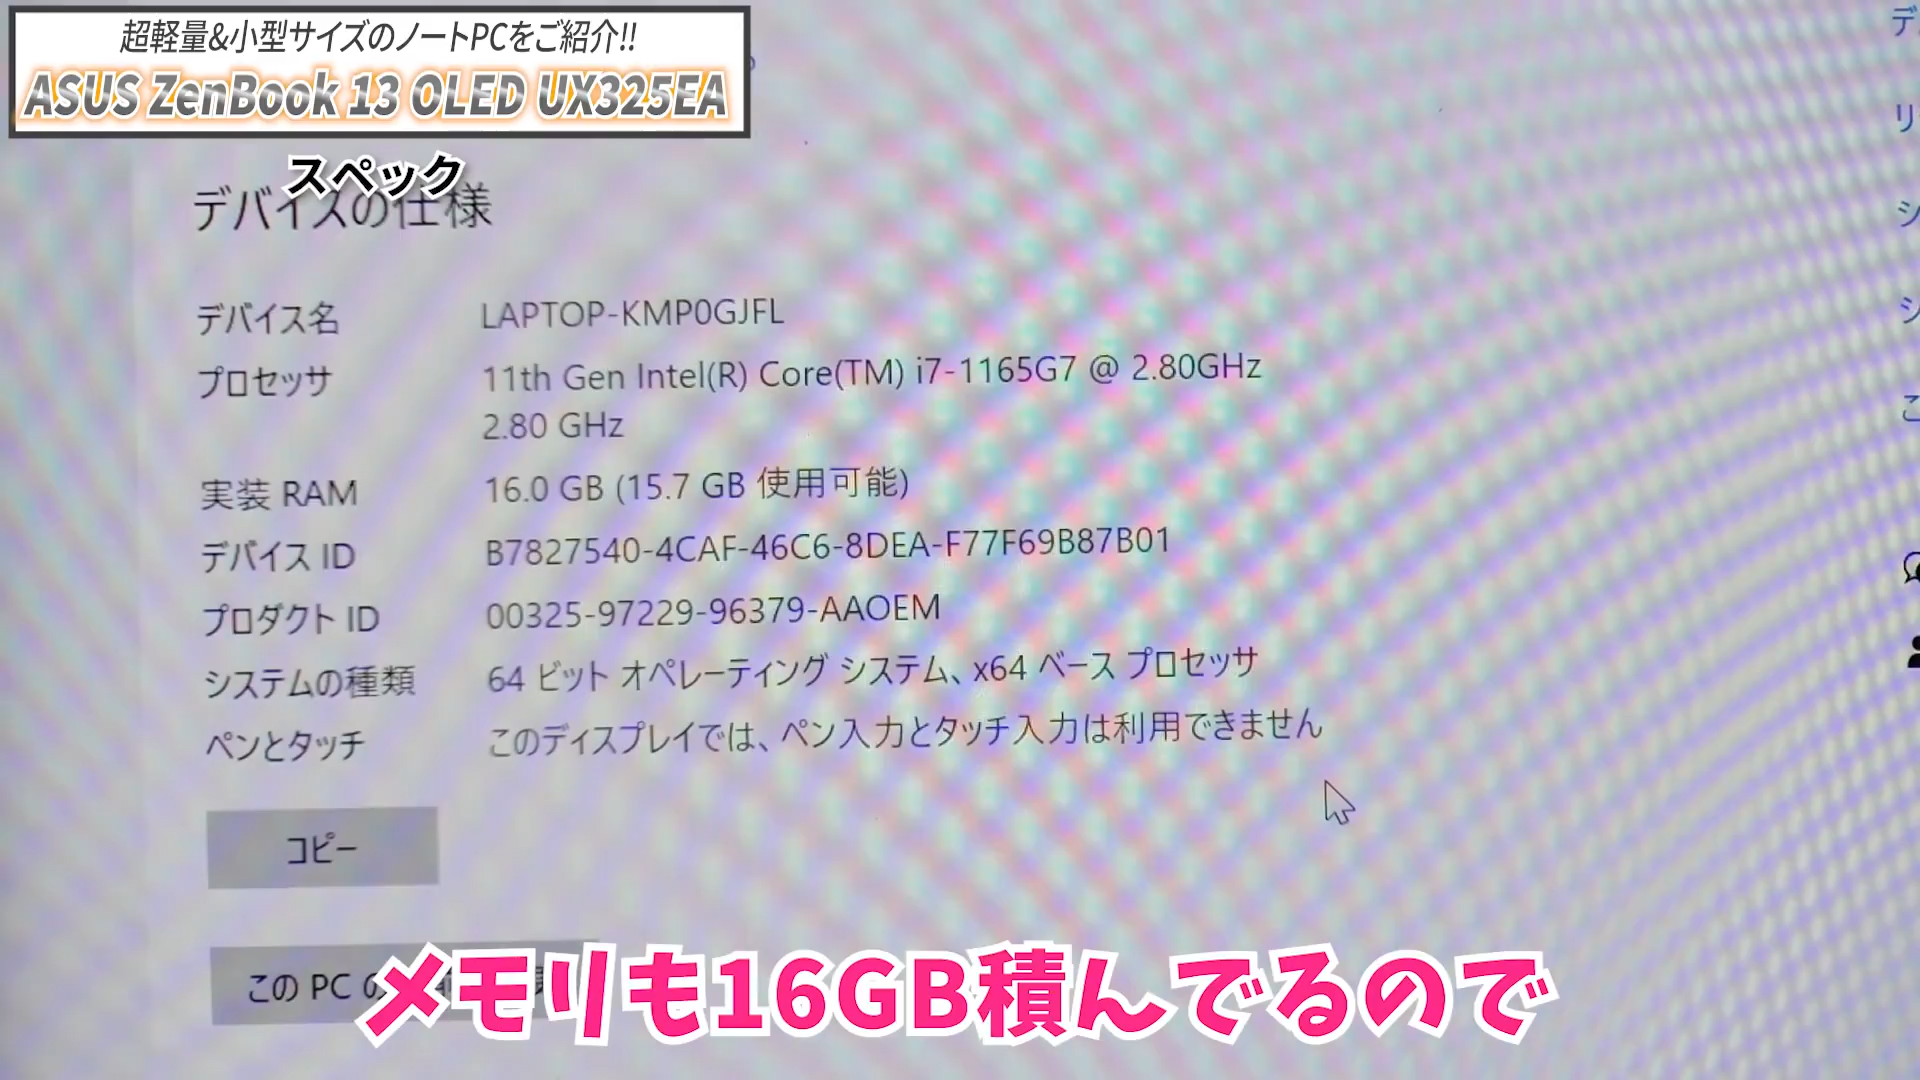 超軽量&小型サイズのノートPCをご紹介!!
ASUS ZenBook 13 OLED UX325EA
スペック
デバイスの仕様
デバイス名 LAPTOP-KMP0GJFL
プロセッサ 11th Gen Intel(R) Core(TM) i7-1165G7 @ 2.80GHz
2.80 GHz
実装 RAM 16.0 GB (15.7 GB 使用可能)
デバイス ID B7827540-4CAF-46C6-8DEA-F77F69B87B01
プロダクト ID 00325-97229-96379-AAOEM
システムの種類 64 ビット オペレーティング システム、x64 ベース プロセッサ
ペンとタッチ このディスプレイでは、ペン入力とタッチ入力は利用できません
コピー
この PC の
メモリも16GB積んでるので